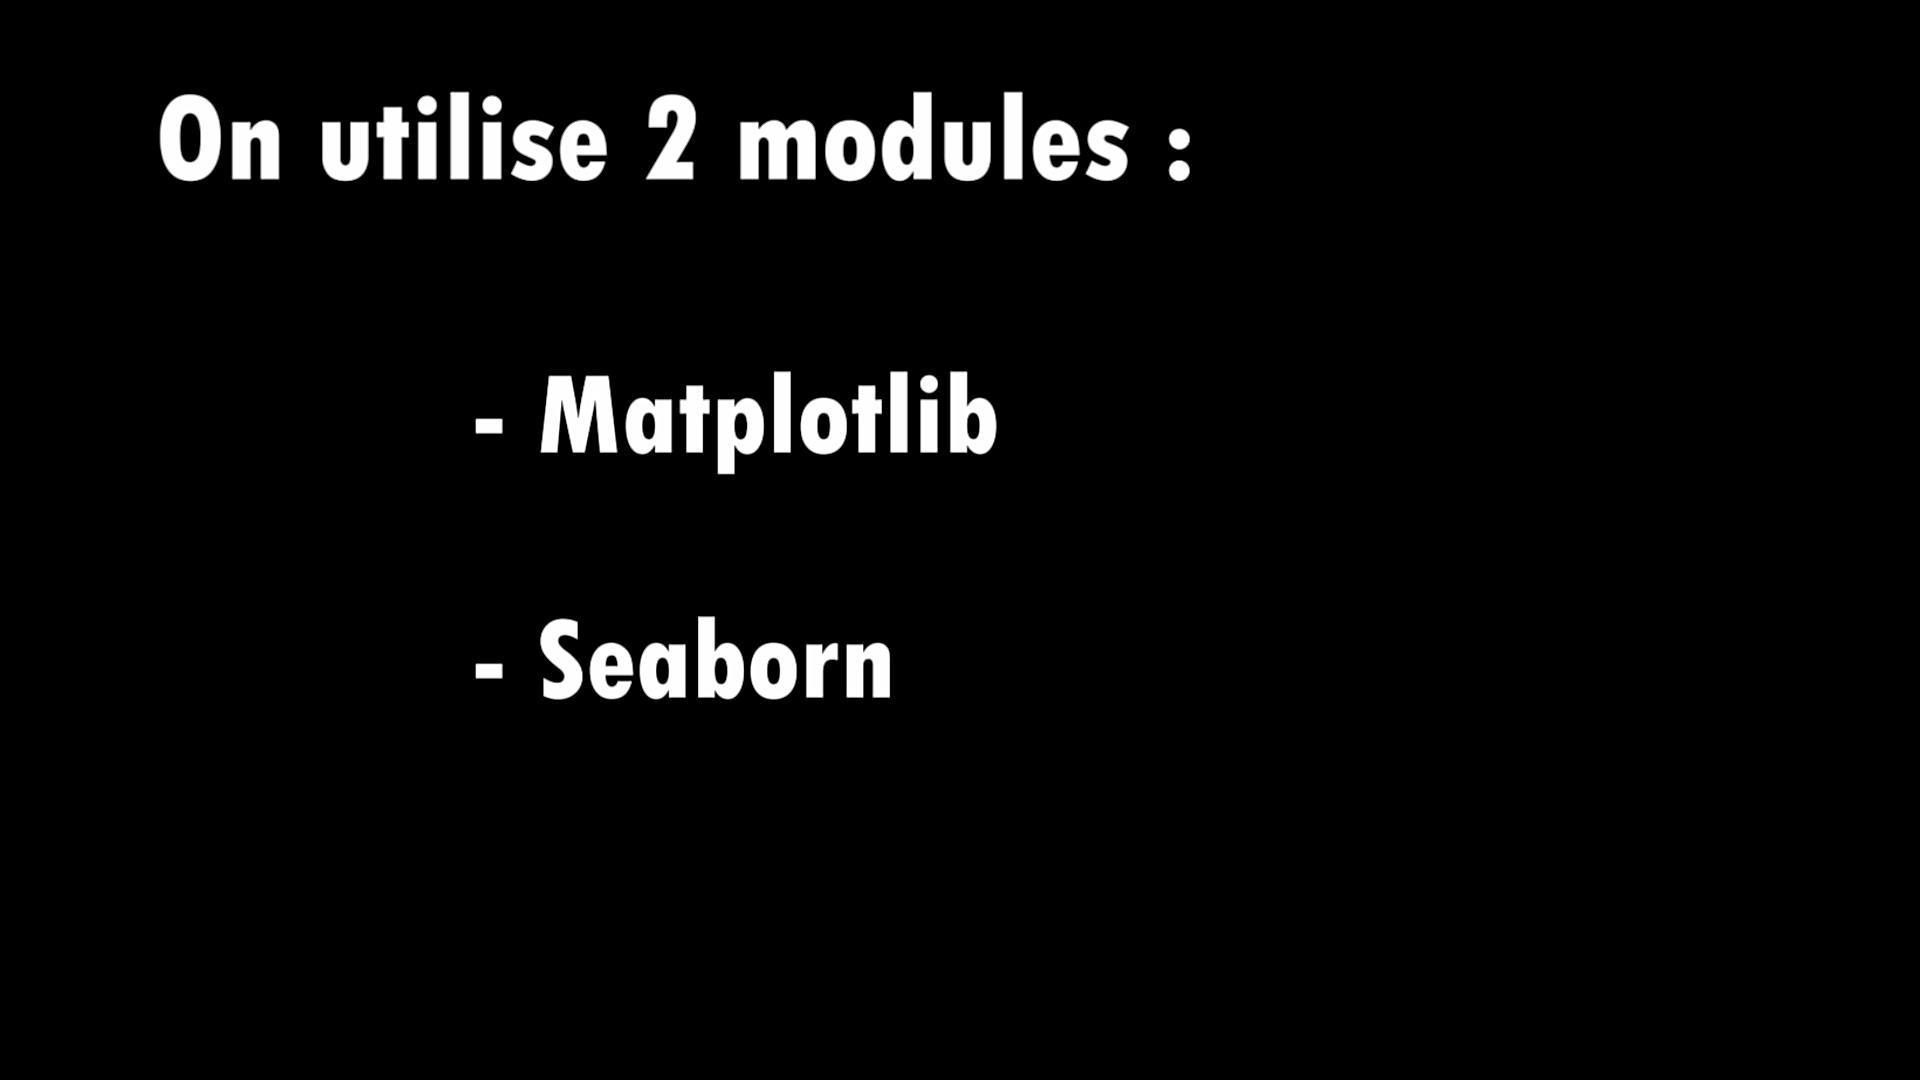 On utilise 2 modules :
- Matplotlib
- Seaborn